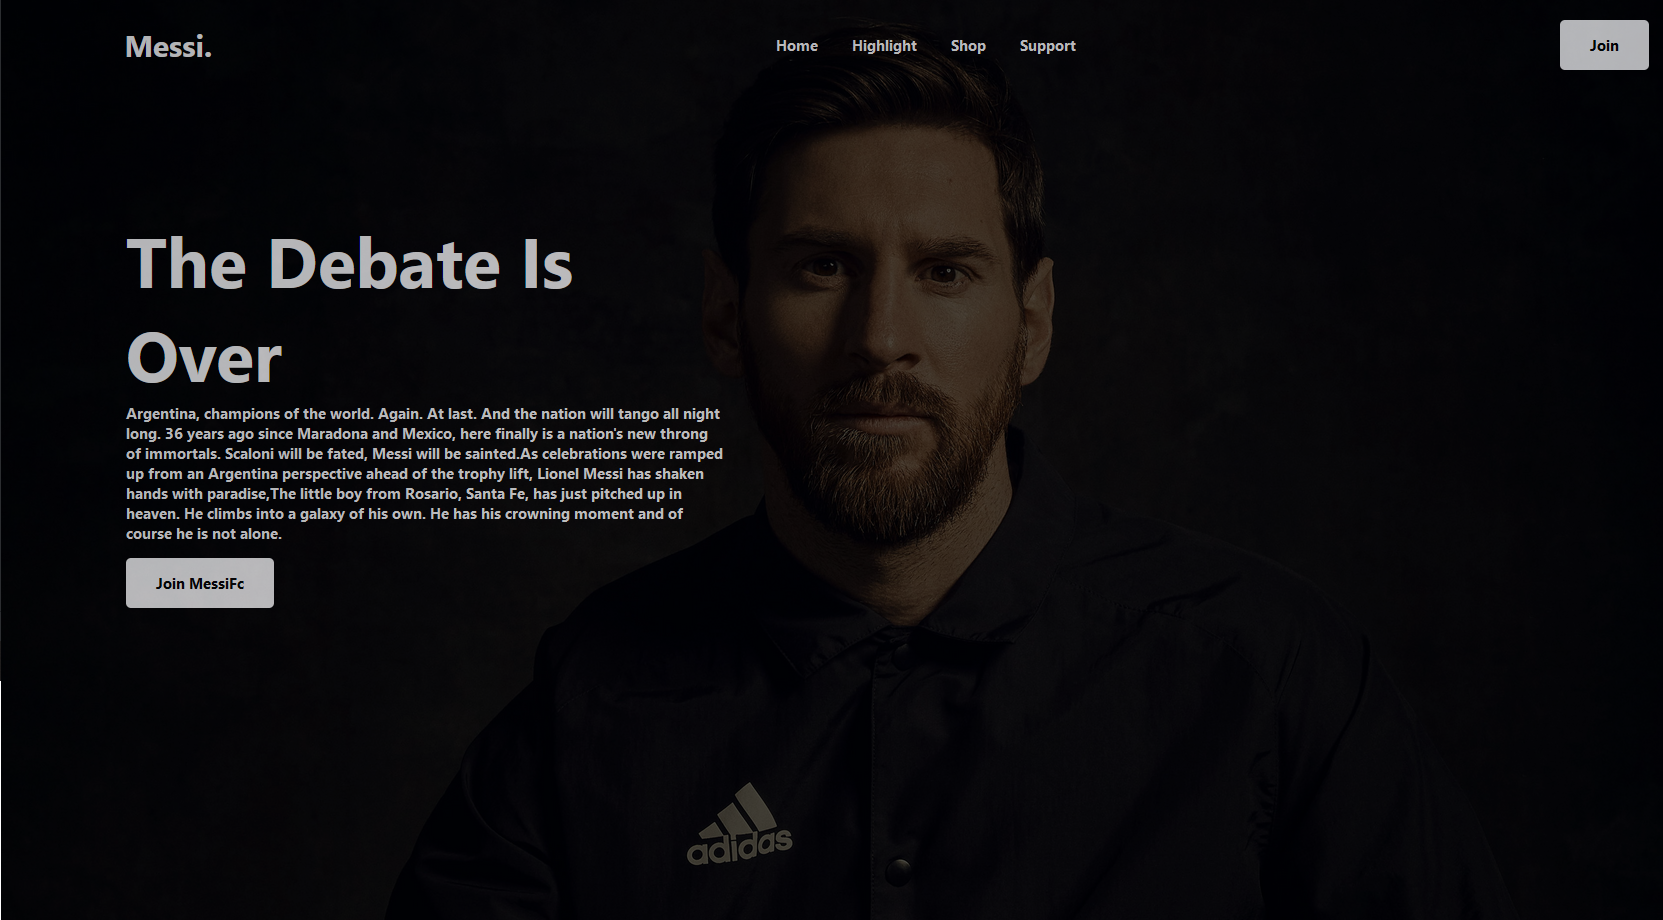 Messi.
Home Highlight Shop Support
Join
The Debate Is
Over
Argentina, champions of the world. Again. At last. And the nation will tango all night
long. 36 years ago since Maradona and Mexico, here finally is a nation's new throng
of immortals. Scaloni will be fated, Messi will be sainted.As celebrations were ramped
up from an Argentina perspective ahead of the trophy lift, Lionel Messi has shaken
hands with paradise,The little boy from Rosario, Santa Fe, has just pitched up in
heaven. He climbs into a galaxy of his own. He has his crowning moment and of
course he is not alone.
Join MessiFc
adidas